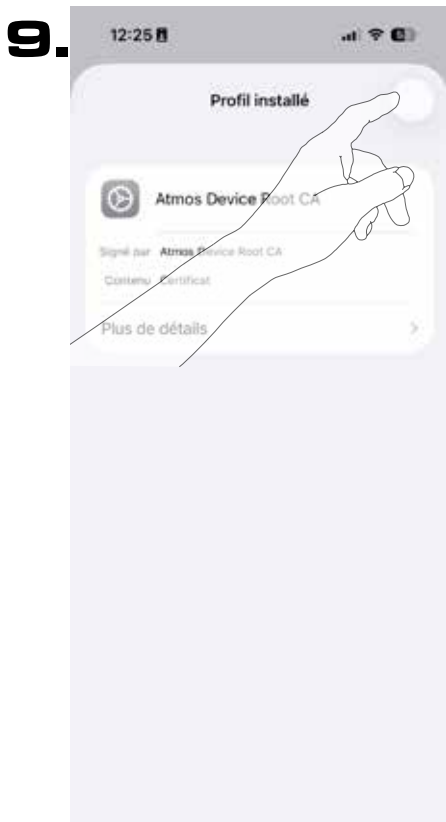 9.
12:25
Profil installé
Atmos Device Root CA
Signé par Atmos Device Root CA
Contenu Certificat
Plus de détails